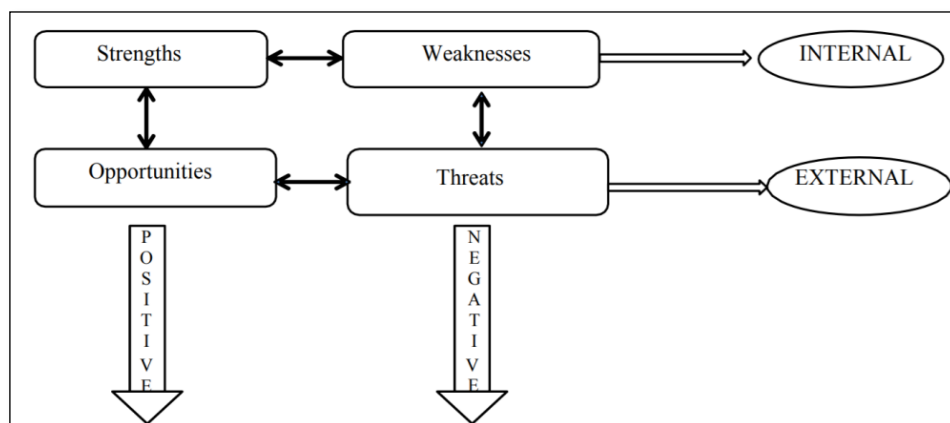 Strengths
Weaknesses
INTERNAL
Opportunities
Threats
EXTERNAL
POSITIVE
NEGATIVE